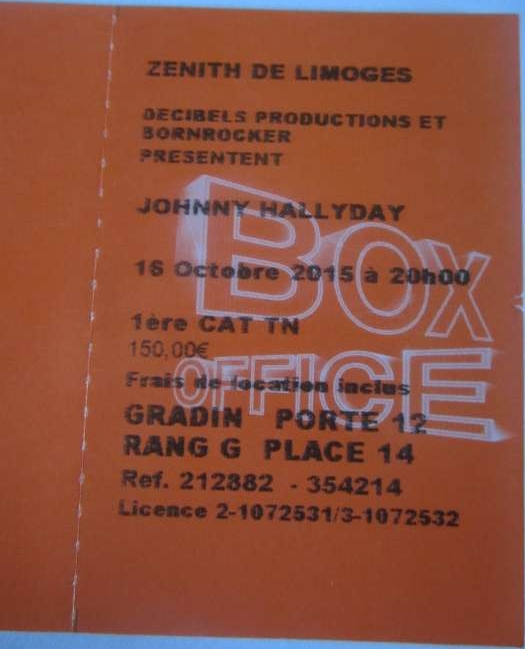 ZENITH DE LIMOGES
DECIBELS PRODUCTIONS ET
BORNROCKER
PRESENTENT
JOHNNY HALLYDAY
16 Octobre 2015 à 20h00
BOX
1ère CAT TN
150,00€
Frais de location inclus
OFFICE
GRADIN PORTE 12
RANG G PLACE 14
Ref. 212882 - 354214
Licence 2-1072531/3-1072532